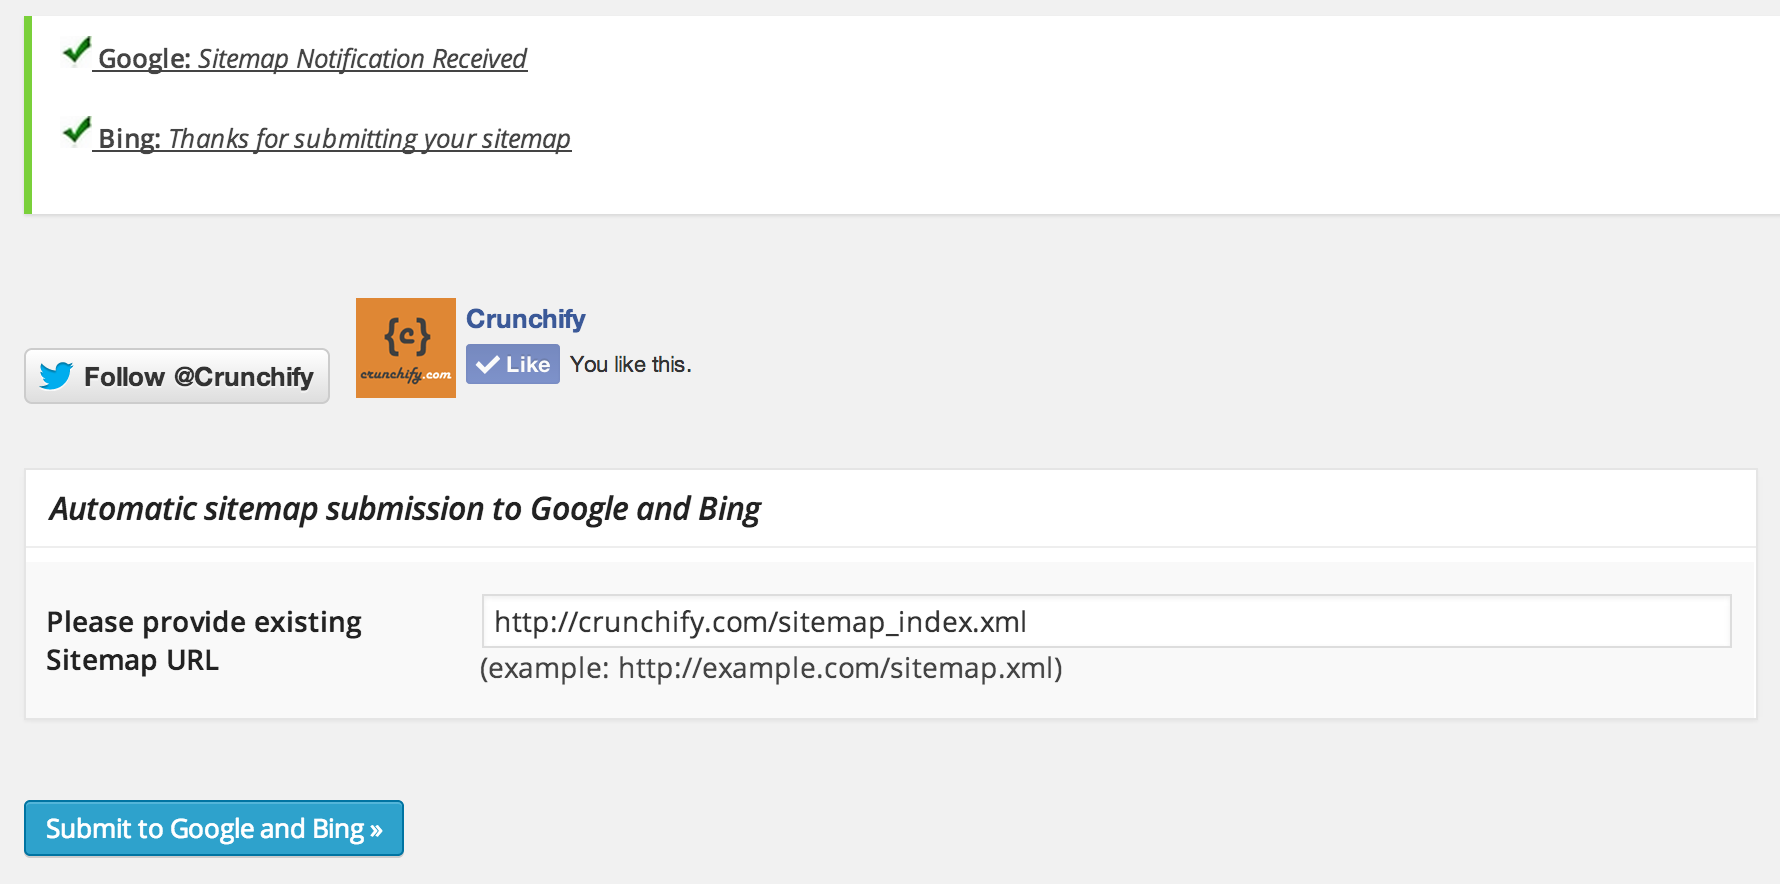 Google: Sitemap Notification Received
Bing: Thanks for submitting your sitemap
Follow @Crunchify
{c}
crunchify.com
Crunchify
Like
You like this.
Automatic sitemap submission to Google and Bing
Please provide existing
Sitemap URL
http://crunchify.com/sitemap_index.xml
(example: http://example.com/sitemap.xml)
Submit to Google and Bing »